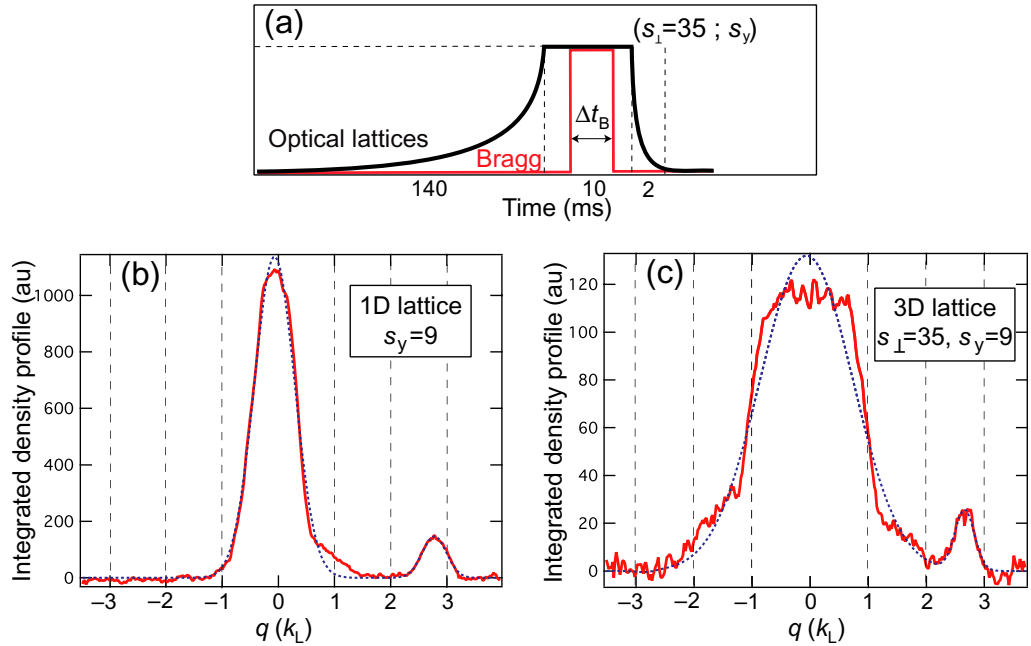 (a)
(s⊥=35 ; sy)
Optical lattices
ΔtB
Bragg
140
10
2
Time (ms)
(b)
1D lattice
sy=9
Integrated density profile (au)
1000
800
600
400
200
0
−3
−2
−1
0
1
2
3
q (kL)
(c)
3D lattice
s⊥=35, sy=9
Integrated density profile (au)
120
100
80
60
40
20
0
−3
−2
−1
0
1
2
3
q (kL)